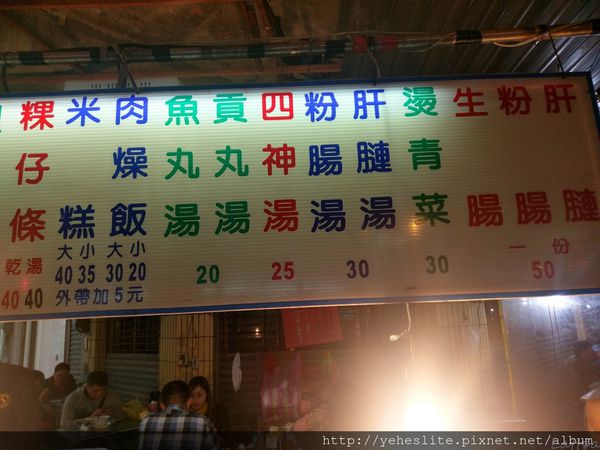 粿仔條
乾 湯
40 40
米糕
大 小
40 35
肉燥飯
大 小
30 20
外帶加5元
魚丸湯
貢丸湯
20
四神湯
25
粉腸湯
肝𦟪湯
30
燙青菜
30
生腸
粉腸
肝𦟪
一份
50
http://yeheslite.pixnet.net/album